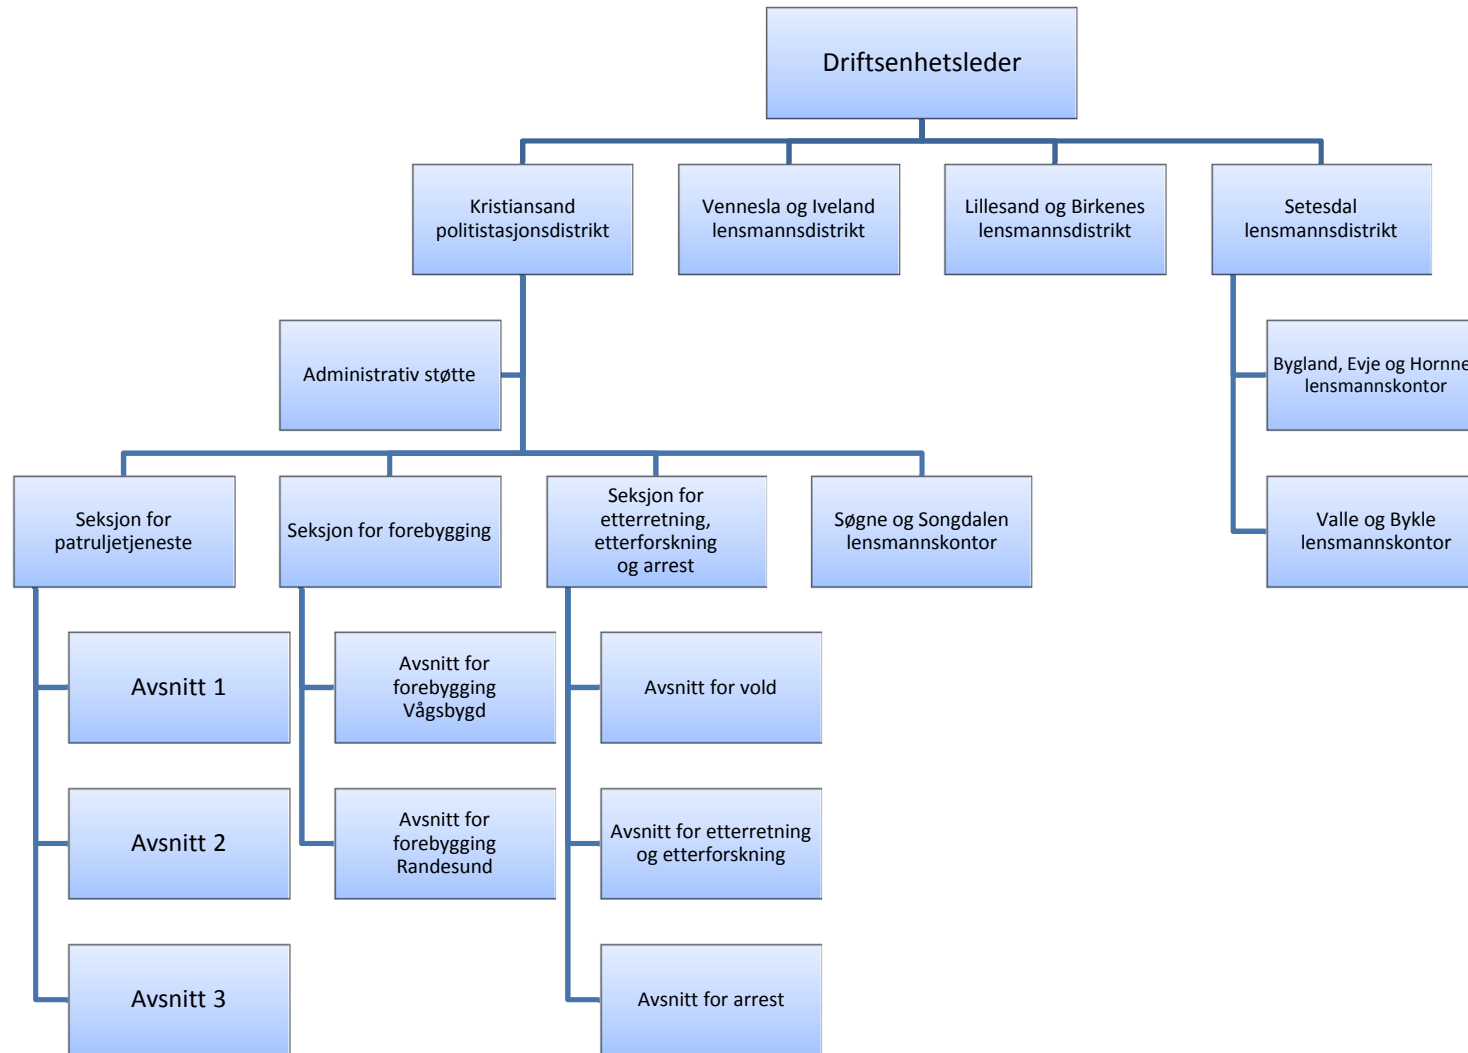 Driftsenhetsleder
Kristiansand
politistasjonsdistrikt
Vennesla og Iveland
lensmannsdistrikt
Lillesand og Birkenes
lensmannsdistrikt
Setesdal
lensmannsdistrikt
Administrativ støtte
Bygland, Evje og Hornne
lensmannskontor
Seksjon for
patruljetjeneste
Seksjon for forebygging
Seksjon for
etterretning,
etterforskning
og arrest
Søgne og Songdalen
lensmannskontor
Valle og Bykle
lensmannskontor
Avsnitt 1
Avsnitt for
forebygging
Vågsbygd
Avsnitt for vold
Avsnitt 2
Avsnitt for
forebygging
Randesund
Avsnitt for etterretning
og etterforskning
Avsnitt 3
Avsnitt for arrest